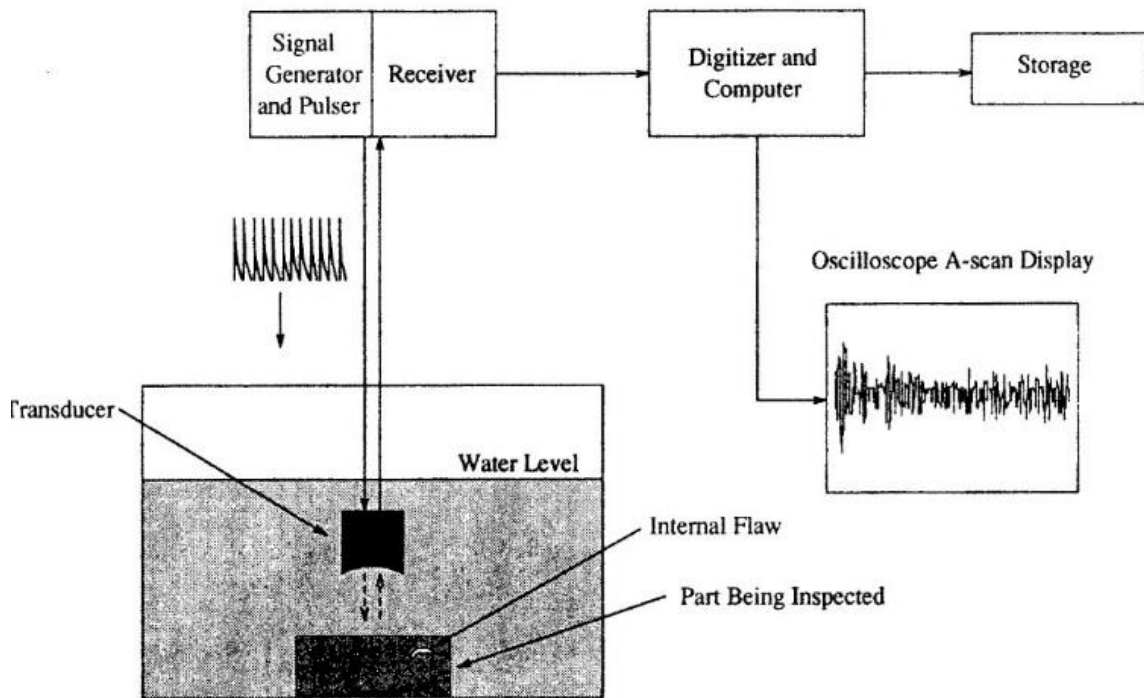 Signal
Generator
and Pulser
Receiver
Digitizer and
Computer
Storage
Oscilloscope A-scan Display
Transducer
Water Level
Internal Flaw
Part Being Inspected